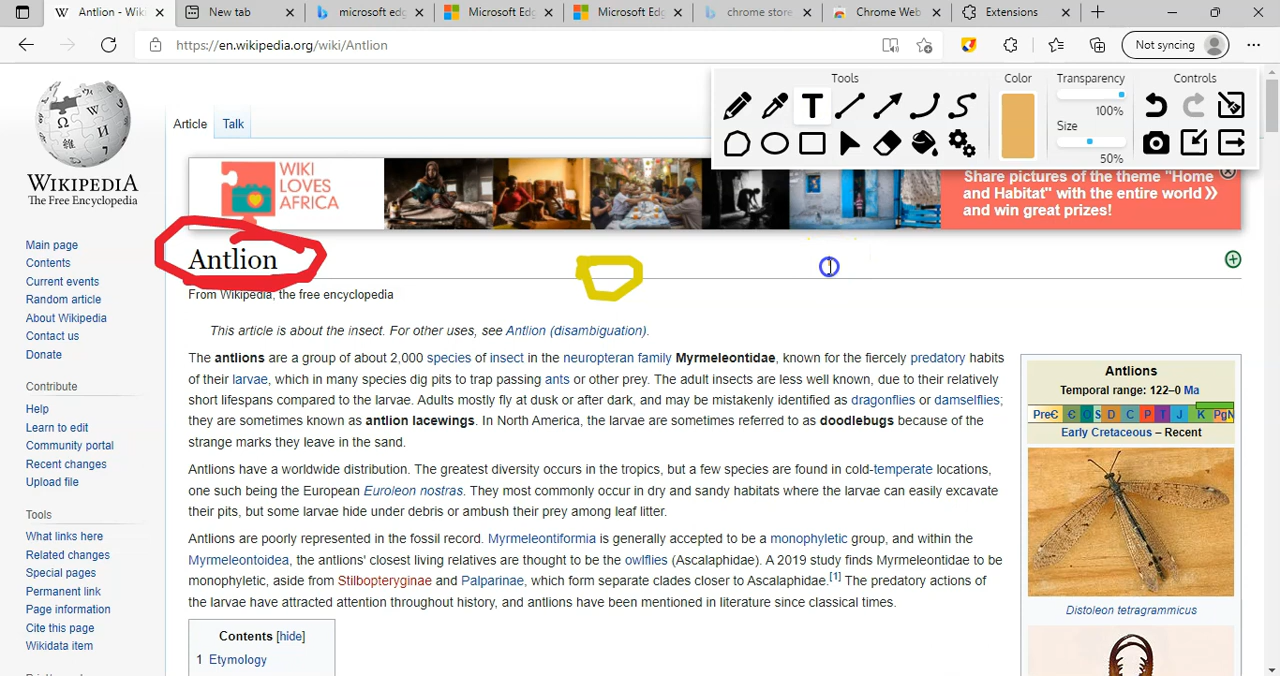 Antlion - Wiki
New tab
microsoft edg
Microsoft Edg
Microsoft Edg
chrome store
Chrome Web
Extensions
https://en.wikipedia.org/wiki/Antlion
Not syncing
Tools
Color
Transparency
100%
Size
50%
Controls
WIKIPEDIA
The Free Encyclopedia
Article
Talk
WIKI
LOVES
AFRICA
Share pictures of the theme "Home
and Habitat" with the entire world
and win great prizes!
Main page
Contents
Current events
Random article
About Wikipedia
Contact us
Donate
Contribute
Help
Learn to edit
Community portal
Recent changes
Upload file
Tools
What links here
Related changes
Special pages
Permanent link
Page information
Cite this page
Wikidata item
Antlion
From Wikipedia, the free encyclopedia
This article is about the insect. For other uses, see Antlion (disambiguation).
The antlions are a group of about 2,000 species of insect in the neuropteran family Myrmeleontidae, known for the fiercely predatory habits
of their larvae, which in many species dig pits to trap passing ants or other prey. The adult insects are less well known, due to their relatively
short lifespans compared to the larvae. Adults mostly fly at dusk or after dark, and may be mistakenly identified as dragonflies or damselflies;
they are sometimes known as antlion lacewings. In North America, the larvae are sometimes referred to as doodlebugs because of the
strange marks they leave in the sand.
Antlions have a worldwide distribution. The greatest diversity occurs in the tropics, but a few species are found in cold-temperate locations,
one such being the European Euroleon nostras. They most commonly occur in dry and sandy habitats where the larvae can easily excavate
their pits, but some larvae hide under debris or ambush their prey among leaf litter.
Antlions are poorly represented in the fossil record. Myrmeleontiformia is generally accepted to be a monophyletic group, and within the
Myrmeleontoidea, the antlions' closest living relatives are thought to be the owlflies (Ascalaphidae). A 2019 study finds Myrmeleontidae to be
monophyletic, aside from Stilbopteryginae and Palparinae, which form separate clades closer to Ascalaphidae.[1] The predatory actions of
the larvae have attracted attention throughout history, and antlions have been mentioned in literature since classical times.
Contents [hide]
1 Etymology
Antlions
Temporal range: 122–0 Ma
PreЄ Є O S D C P T J K PgN
Early Cretaceous – Recent
Distoleon tetragrammicus